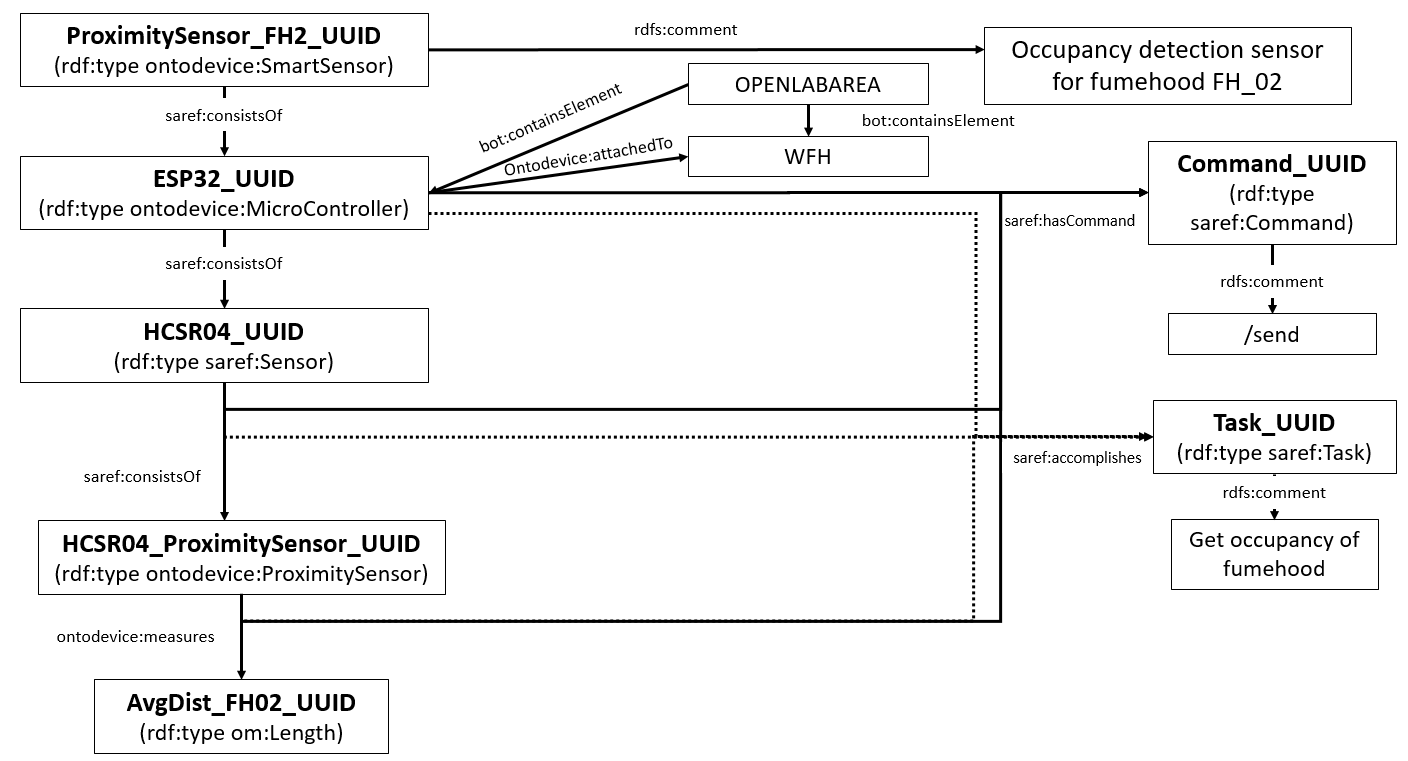 ProximitySensor_FH2_UUID
(rdf:type ontodevice:SmartSensor)
rdfs:comment
Occupancy detection sensor
for fumehood FH_02
saref:consistsOf
OPENLABAREA
bot:containsElement
bot:containsElement
Ontodevice:attachedTo
WFH
ESP32_UUID
(rdf:type ontodevice:MicroController)
Command_UUID
(rdf:type
saref:Command)
saref:hasCommand
saref:consistsOf
rdfs:comment
/send
HCSR04_UUID
(rdf:type saref:Sensor)
Task_UUID
(rdf:type saref:Task)
saref:accomplishes
saref:consistsOf
rdfs:comment
Get occupancy of
fumehood
HCSR04_ProximitySensor_UUID
(rdf:type ontodevice:ProximitySensor)
ontodevice:measures
AvgDist_FH02_UUID
(rdf:type om:Length)